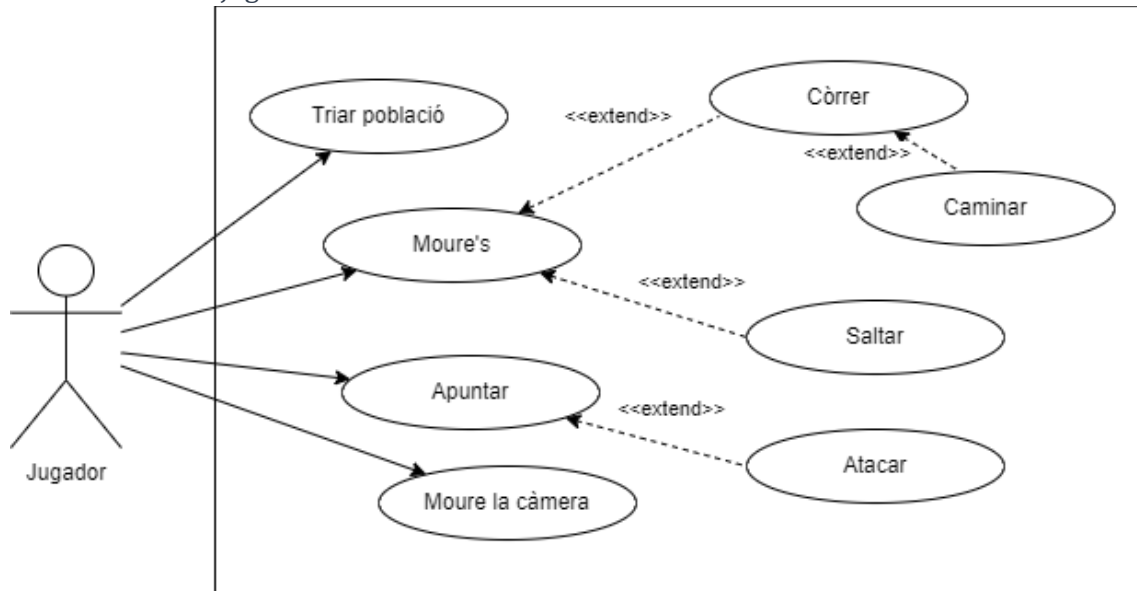 Triar població
Còrrer
<<extend>>
<<extend>>
Caminar
Moure's
<<extend>>
Saltar
Apuntar
<<extend>>
Atacar
Jugador
Moure la càmera